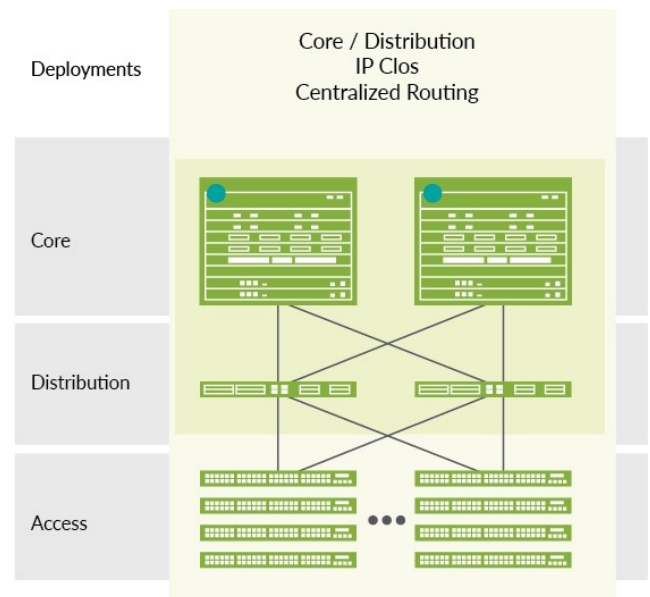 Deployments
Core / Distribution
IP Clos
Centralized Routing
Core
Distribution
Access